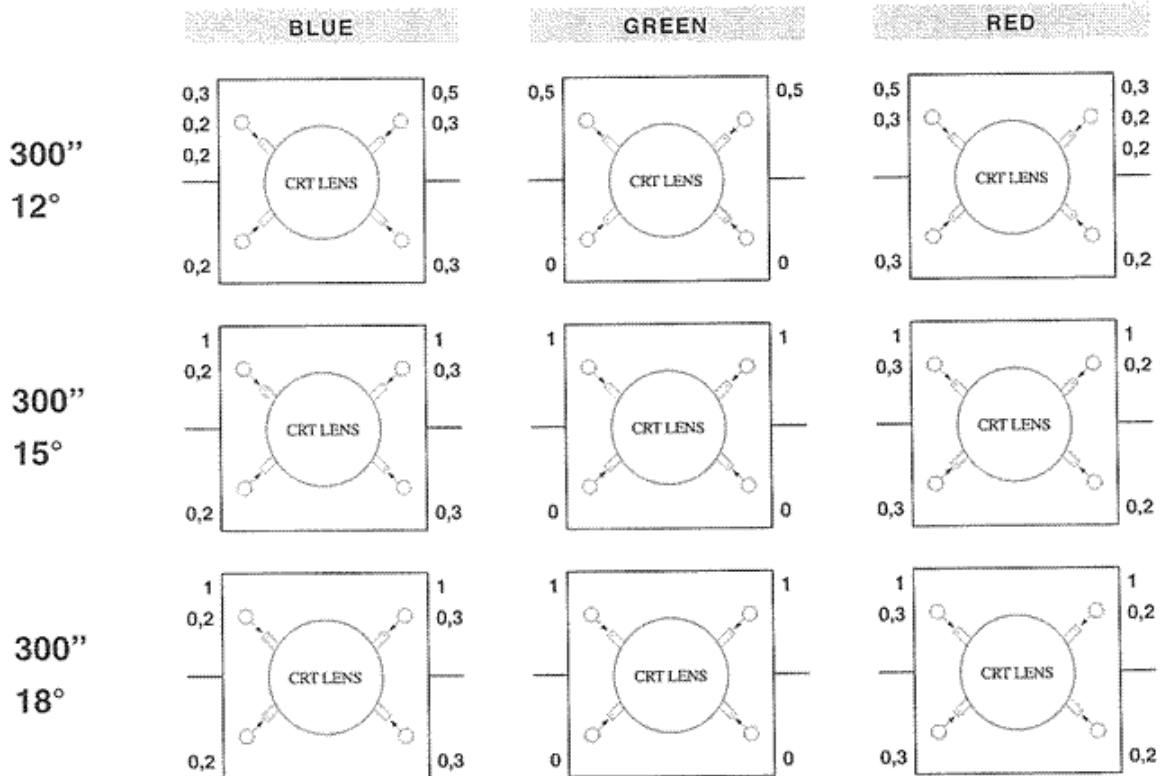 BLUE GREEN RED
0,3 0,5 0,5 0,5 0,5 0,3
0,2 0,3 0,3 0,2
0,2 0,2
300”
CRT LENS CRT LENS CRT LENS
12°
0,2 0,3 0 0 0,3 0,2
1 1 1 1 1 1
0,2 0,3 0,3 0,2
300”
CRT LENS CRT LENS CRT LENS
15°
0,2 0,3 0 0 0,3 0,2
1 1 1 1 1 1
0,2 0,3 0,3 0,2
300”
CRT LENS CRT LENS CRT LENS
18°
0,2 0,3 0 0 0,3 0,2